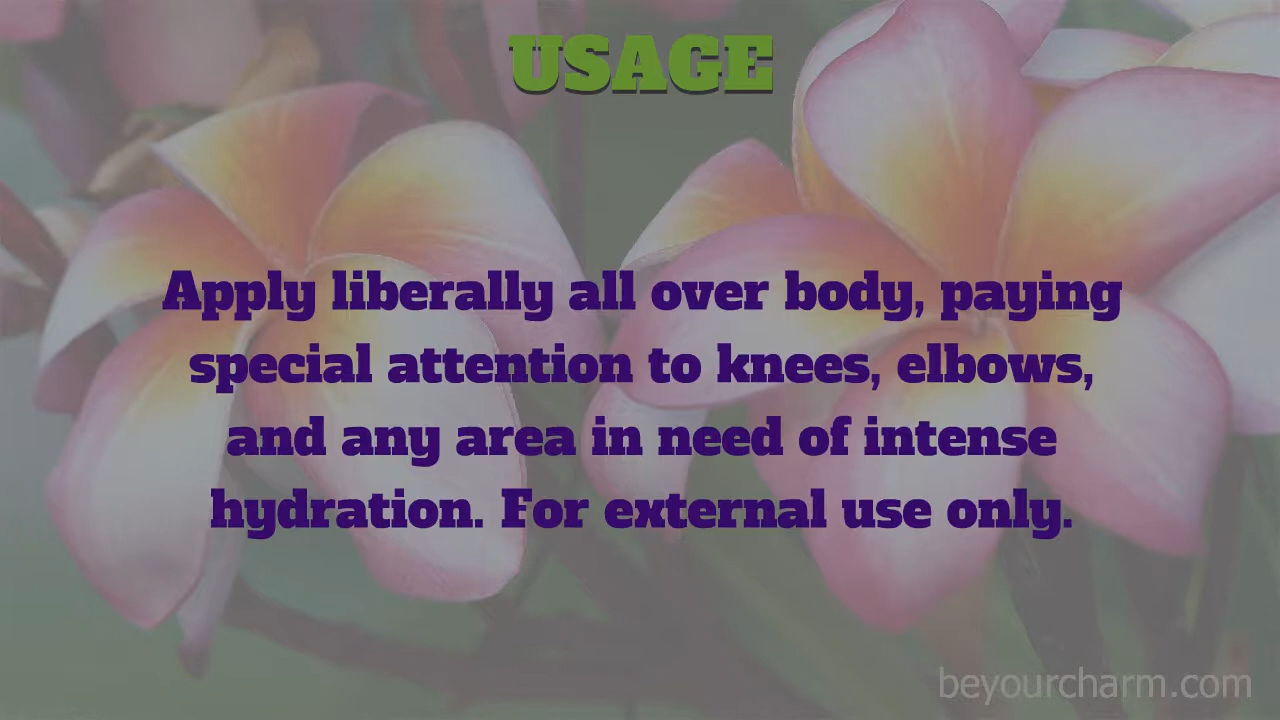 USAGE
Apply liberally all over body, paying
special attention to knees, elbows,
and any area in need of intense
hydration. For external use only.
beyourcharm.com